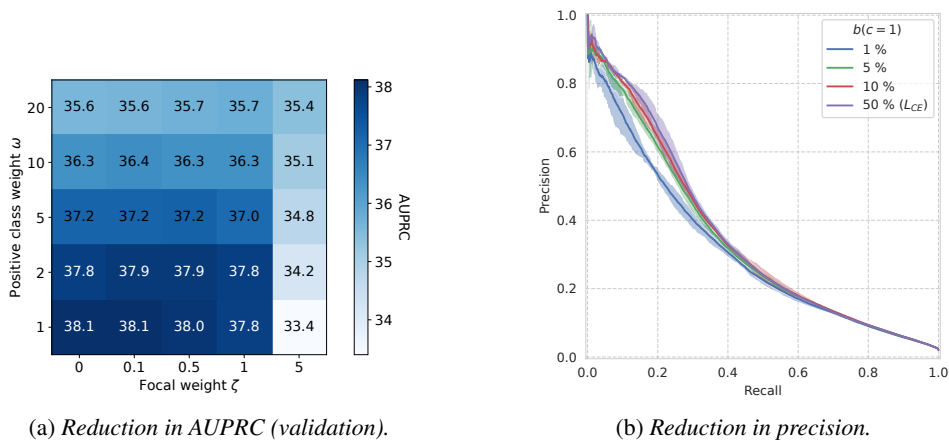 Positive class weight ω
20
10
5
2
1
35.6 35.6 35.7 35.7 35.4
36.3 36.4 36.3 36.3 35.1
37.2 37.2 37.2 37.0 34.8
37.8 37.9 37.9 37.8 34.2
38.1 38.1 38.0 37.8 33.4
0 0.1 0.5 1 5
Focal weight ζ
38
37
36
35
34
AUPRC
(a) Reduction in AUPRC (validation).
Precision
1.0
0.8
0.6
0.4
0.2
0.0
b(c = 1)
1 %
5 %
10 %
50 % (L_{CE})
0.0 0.2 0.4 0.6 0.8 1.0
Recall
(b) Reduction in precision.